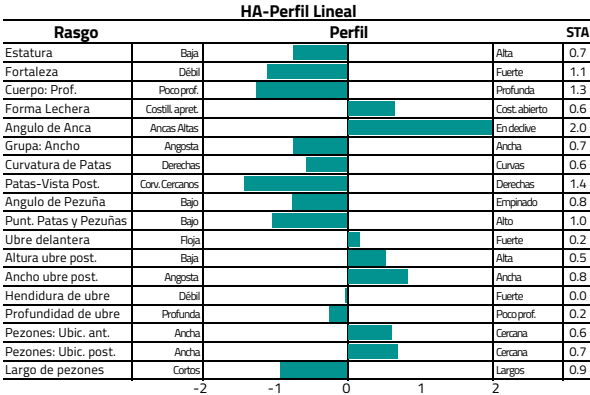 HA-Perfil Lineal
Rasgo Perfil STA
Estatura Baja Alta 0.7
Fortaleza Débil Fuerte 1.1
Cuerpo: Prof. Poco prof. Profunda 1.3
Forma Lechera Costill. apret. Cost. abierto 0.6
Angulo de Anca Ancas Altas En declive 2.0
Grupa: Ancho Angosta Ancha 0.7
Curvatura de Patas Derechas Curvas 0.6
Patas-Vista Post. Corv. Cercanos Derechas 1.4
Angulo de Pezuña Bajo Empinado 0.8
Punt. Patas y Pezuñas Bajo Alto 1.0
Ubre delantera Floja Fuerte 0.2
Altura ubre post. Baja Alta 0.5
Ancho ubre post. Angosta Ancha 0.8
Hendidura de ubre Débil Fuerte 0.0
Profundidad de ubre Profunda Poco prof. 0.2
Pezones: Ubic. ant. Ancha Cercana 0.6
Pezones: Ubic. post. Ancha Cercana 0.7
Largo de pezones Cortos Largos 0.9
-2 -1 0 1 2